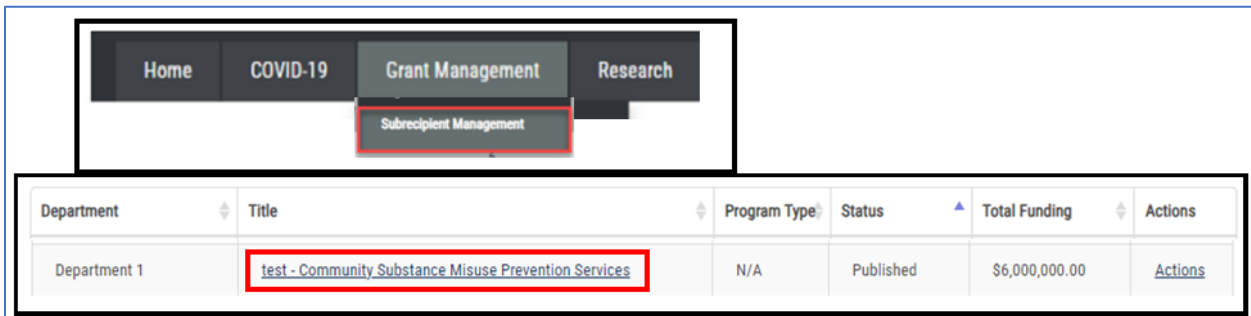 Home COVID-19 Grant Management Research
Subrecipient Management
Department Title Program Type Status Total Funding Actions
Department 1 test - Community Substance Misuse Prevention Services N/A Published $6,000,000.00 Actions